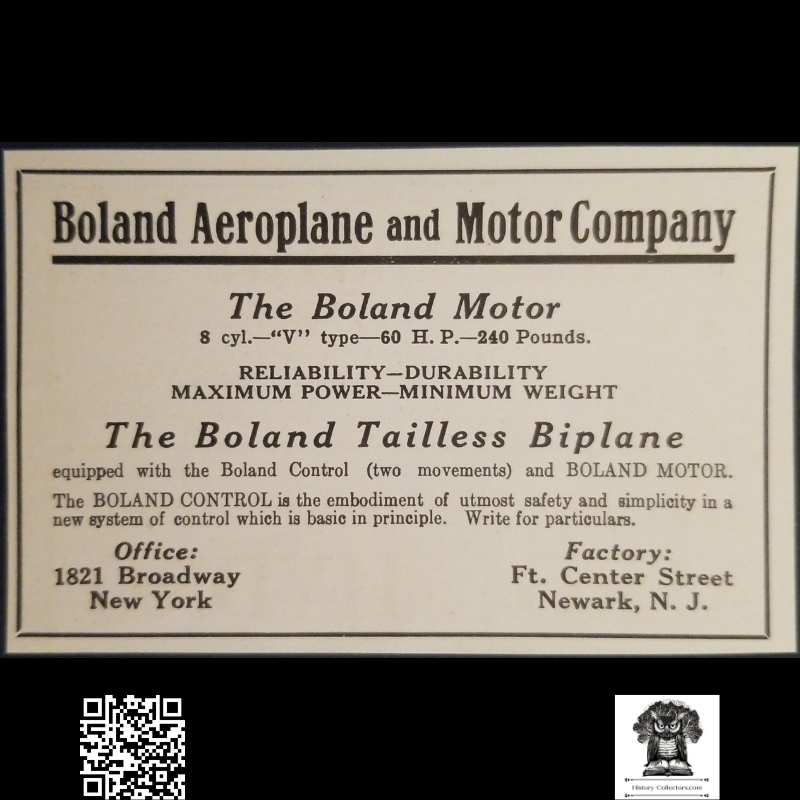 Boland Aeroplane and Motor Company
The Boland Motor
8 cyl.—“V” type—60 H. P.—240 Pounds.
RELIABILITY—DURABILITY
MAXIMUM POWER—MINIMUM WEIGHT
The Boland Tailless Biplane
equipped with the Boland Control (two movements) and BOLAND MOTOR.
The BOLAND CONTROL is the embodiment of utmost safety and simplicity in a
new system of control which is basic in principle. Write for particulars.
Office:
1821 Broadway
New York
Factory:
Ft. Center Street
Newark, N. J.
History-Collectors.com